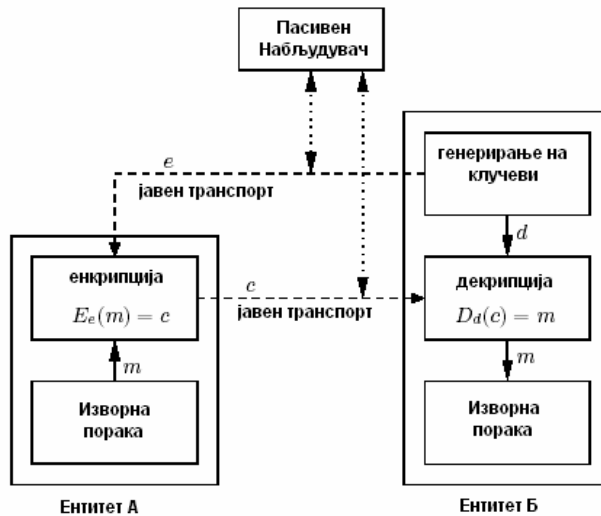 Пасивен
Набљудувач
генерирање на
клучеви
e
јавен транспорт
d
енкрипција
E_e(m) = c
c
јавен транспорт
декрипција
D_d(c) = m
m
m
Изворна
порака
Изворна
порака
Ентитет А
Ентитет Б